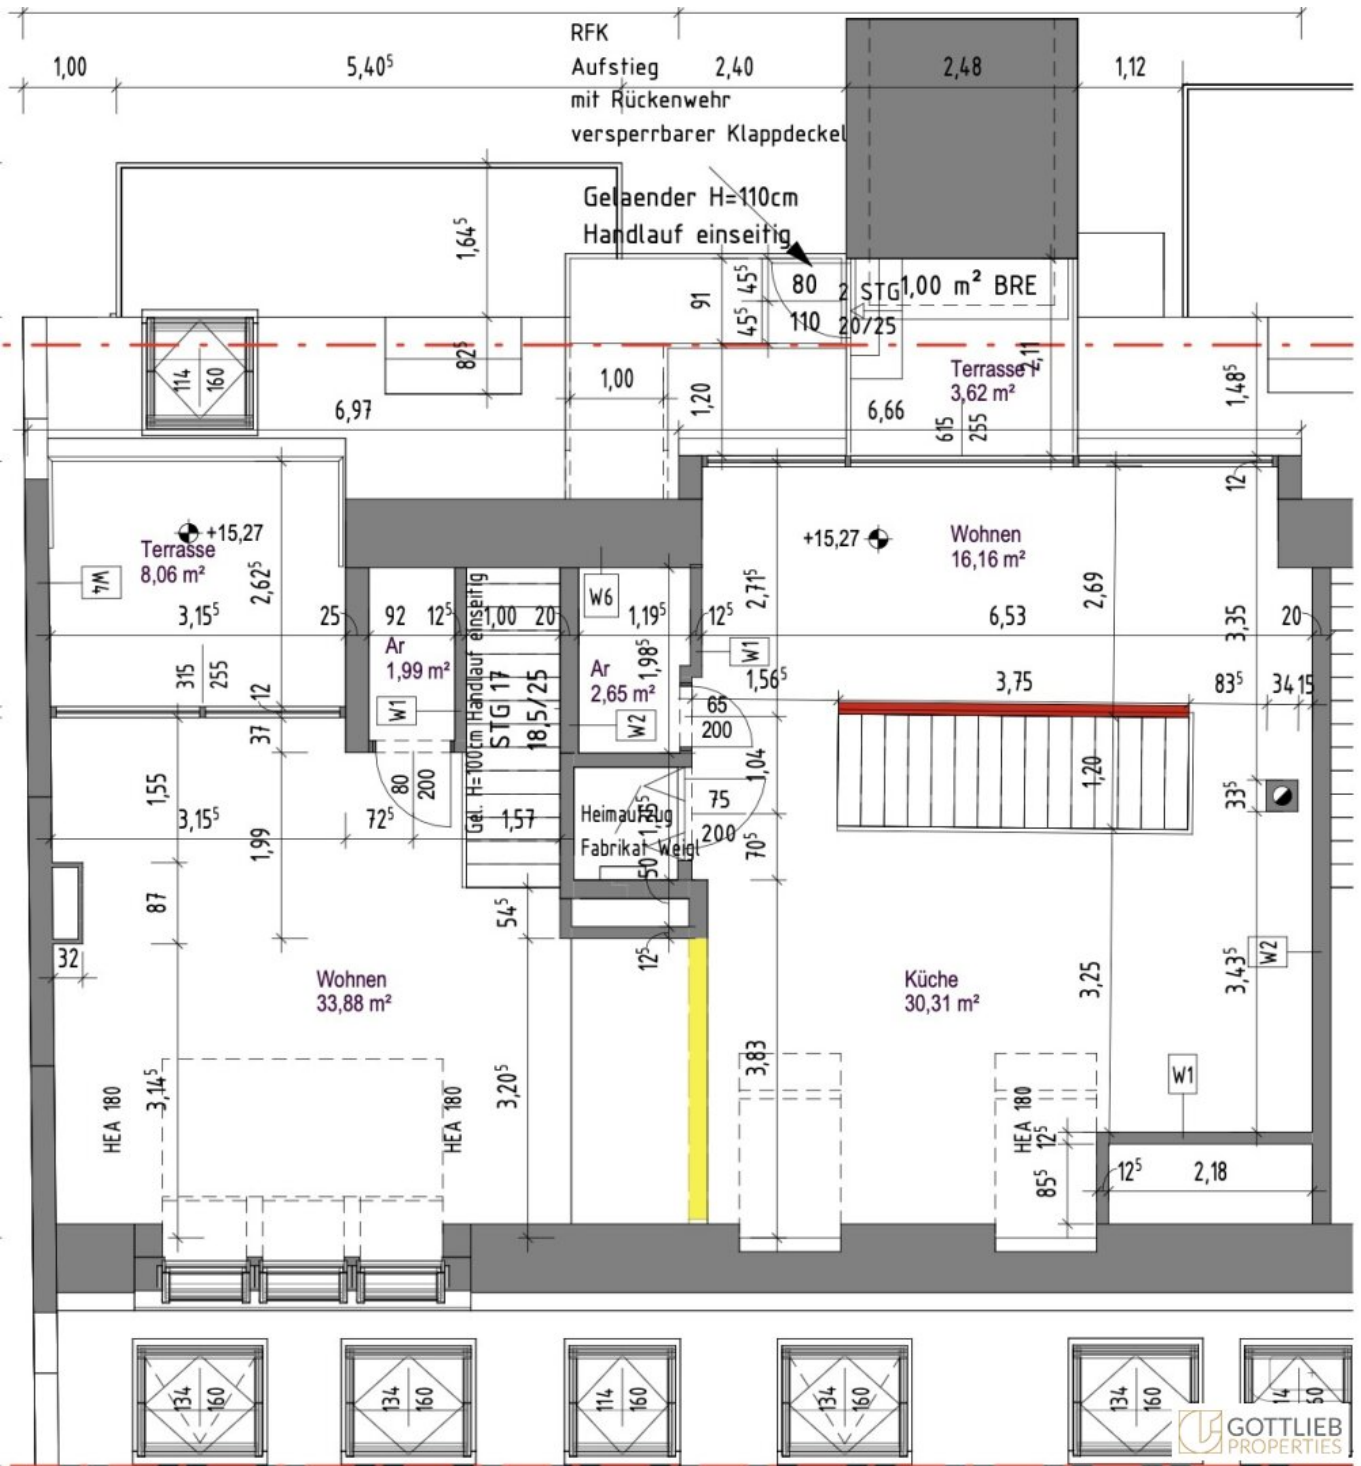 RFK
1,00
5,40⁵
Aufstieg
2,40
2,48
1,12
mit Rückenwehr
versperrbarer Klappdeckel
Gelaender H=110cm
Handlauf einseitig
1,64⁵
82⁵
91
45⁵
45⁵
80
110
2 STG
20/25
1,00 m² BRE
114
160
1,00
1,20
Terrasse
3,62 m²
1,48⁵
6,97
6,66
615
255
12
+15,27
Terrasse
8,06 m²
W4
2,62⁵
+15,27
Wohnen
16,16 m²
W6
2,71⁵
2,69
3,35
3,15⁵
25
92
12⁵
1,00
20
1,19⁵
12⁵
6,53
20
Ar
1,99 m²
Gel. H=100cm Handlauf einseitig
STG 17
18,5/25
Ar
2,65 m²
1,98⁵
W1
1,56⁵
3,75
83⁵
34
15
315
255
12
W1
W2
65
200
37
1,55
1,99
80
200
1,04
1,20
33⁵
3,15⁵
72⁵
1,57
Heimaufzug
Fabrikat Weigl
1,75⁵
50
75
200
70⁵
87
54⁵
32
12⁵
Wohnen
33,88 m²
Küche
30,31 m²
3,25
3,43⁵
W2
HEA 180
3,14⁵
HEA 180
3,20⁵
3,83
HEA 180
12⁵
W1
85⁵
12⁵
2,18
134
160
134
160
114
160
134
160
134
160
GOTTLIEB
PROPERTIES